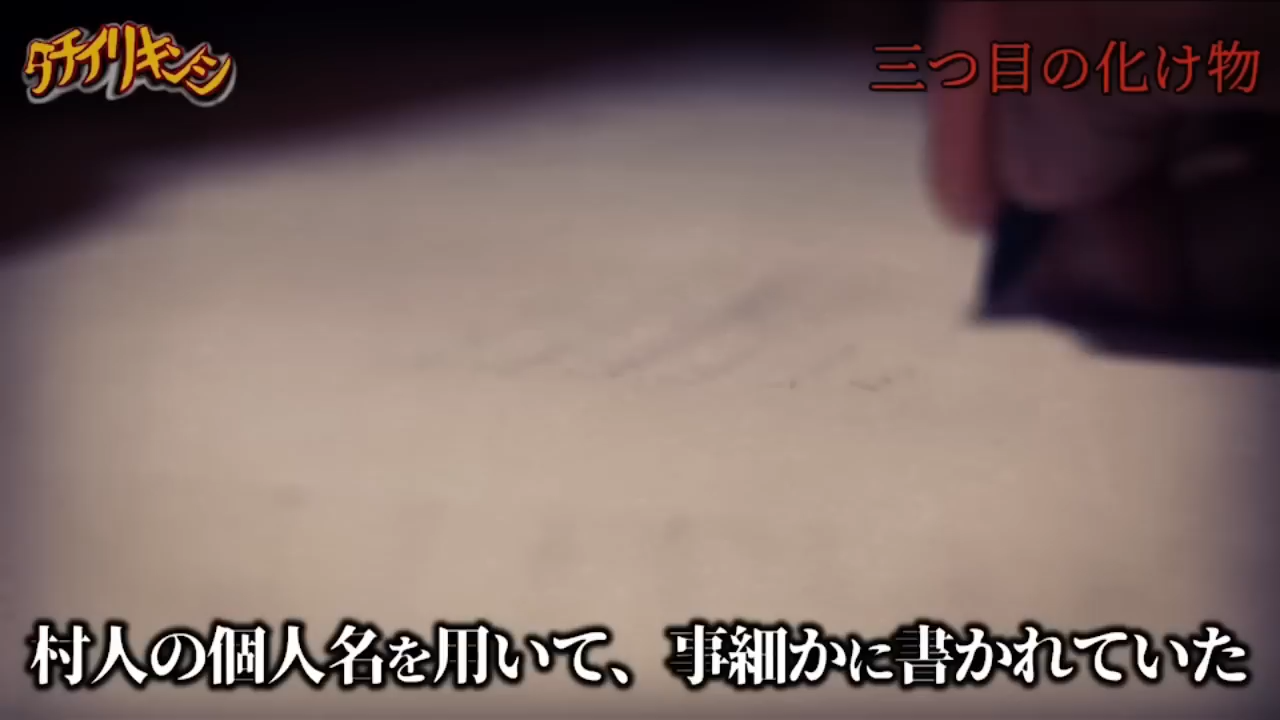 タチイリキンシ
三つ目の化け物
村人の個人名を用いて、事細かに書かれていた